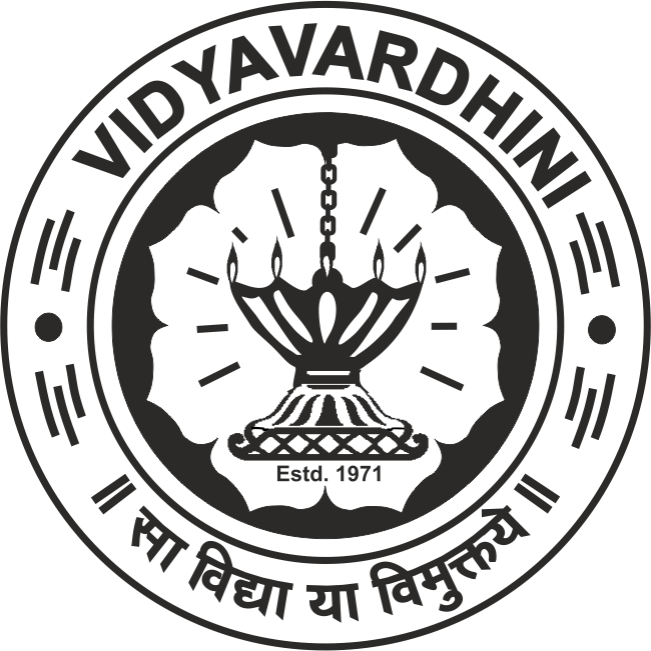 VIDYAVARDHINI
Estd. 1971
॥ सा विद्या या विमुक्तये ॥